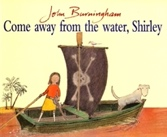 John Burningham
Come away from the water, Shirley